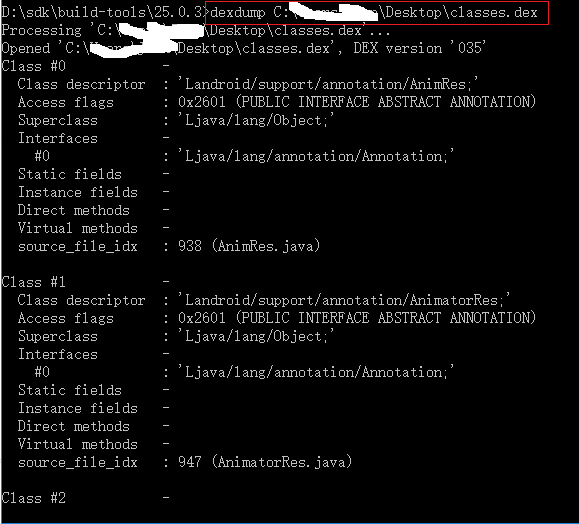 D:\sdk\build-tools\25.0.3>dexdump C:\ \Desktop\classes.dex
Processing 'C:\ \Desktop\classes.dex'...
Opened 'C:\ \Desktop\classes.dex', DEX version '035'
Class #0 -
Class descriptor : 'Landroid/support/annotation/AnimRes;'
Access flags : 0x2601 (PUBLIC INTERFACE ABSTRACT ANNOTATION)
Superclass : 'Ljava/lang/Object;'
Interfaces -
#0 : 'Ljava/lang/annotation/Annotation;'
Static fields -
Instance fields -
Direct methods -
Virtual methods -
source_file_idx : 938 (AnimRes.java)
Class #1 -
Class descriptor : 'Landroid/support/annotation/AnimatorRes;'
Access flags : 0x2601 (PUBLIC INTERFACE ABSTRACT ANNOTATION)
Superclass : 'Ljava/lang/Object;'
Interfaces -
#0 : 'Ljava/lang/annotation/Annotation;'
Static fields -
Instance fields -
Direct methods -
Virtual methods -
source_file_idx : 947 (AnimatorRes.java)
Class #2 -